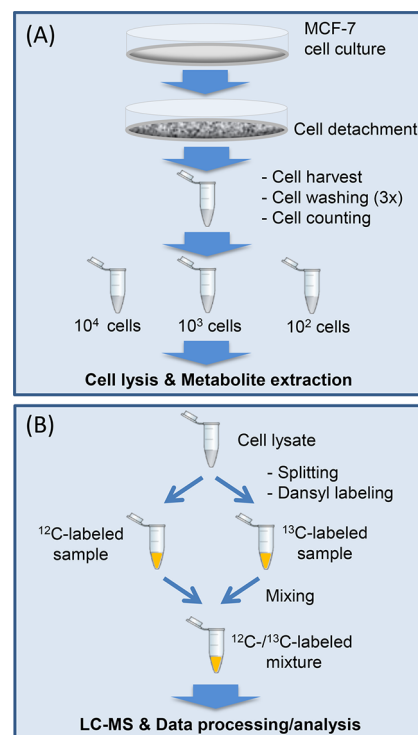 (A)
MCF-7
cell culture
Cell detachment
- Cell harvest
- Cell washing (3x)
- Cell counting
10⁴ cells
10³ cells
10² cells
Cell lysis & Metabolite extraction
(B)
Cell lysate
- Splitting
- Dansyl labeling
¹²C-labeled
sample
¹³C-labeled
sample
Mixing
¹²C-/¹³C-labeled
mixture
LC-MS & Data processing/analysis